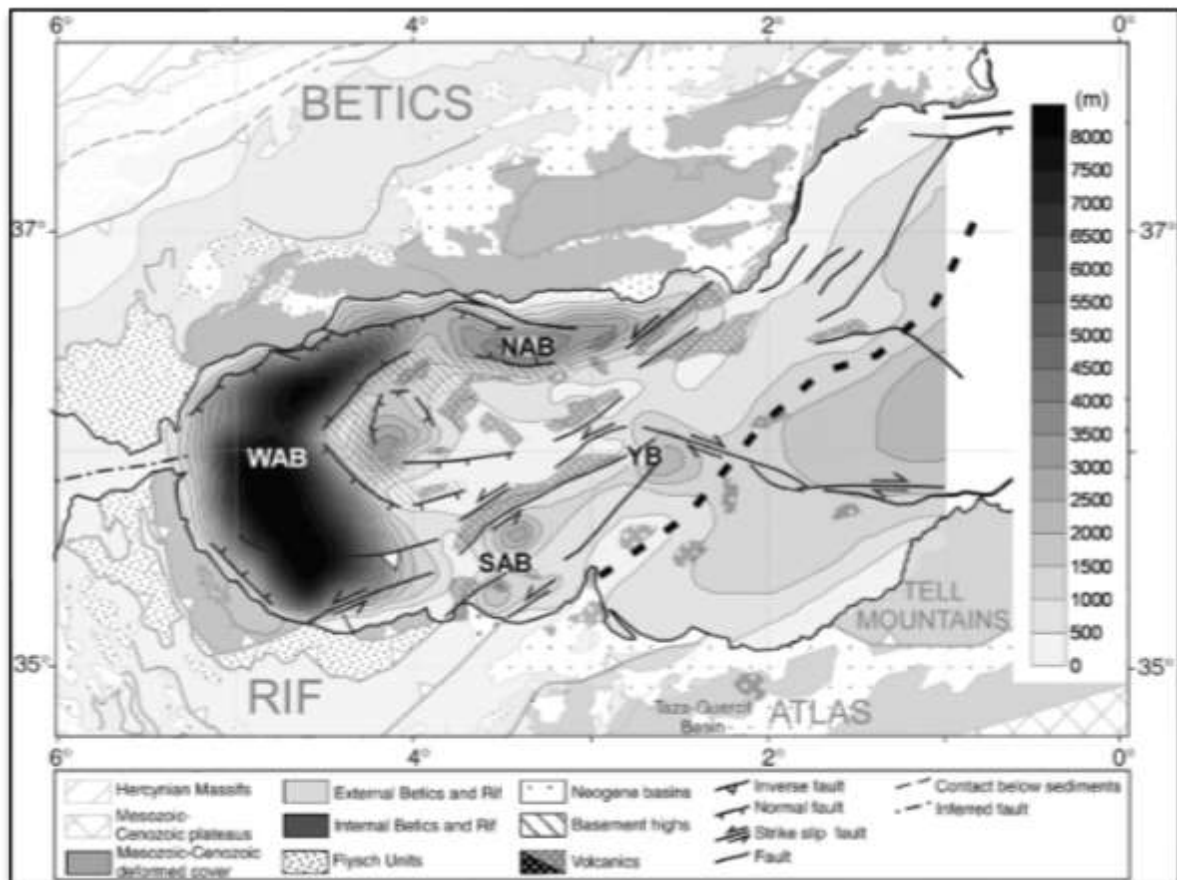 6° 4° 2° 0°
BETICS
(m)
8000
7500
7000
6500
6000
5500
5000
4500
4000
3500
3000
2500
2000
1500
1000
500
0
37° 37°
NAB
WAB
YB
SAB
TELL
MOUNTAINS
35° 35°
RIF
Taza-Guercif
Basin
ATLAS
6° 4° 2° 0°
Hercynian Massifs
Mesozoic-
Cenozoic plateaus
Mesozoic-Cenozoic
deformed cover
External Betics and Rif
Internal Betics and Rif
Flysch Units
Neogene basins
Basement highs
Volcanics
Inverse fault
Normal fault
Strike slip fault
Fault
Contact below sediments
Inferred fault